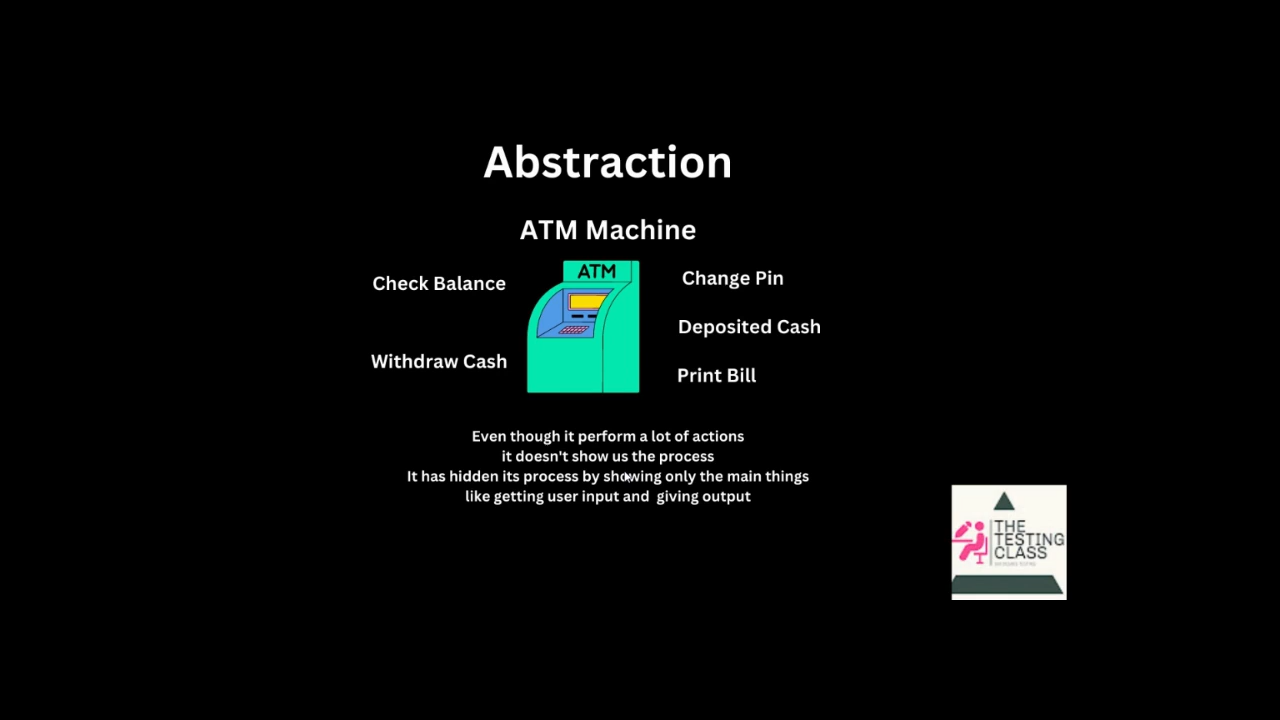 Abstraction
ATM Machine
ATM
Check Balance
Change Pin
Deposited Cash
Withdraw Cash
Print Bill
Even though it perform a lot of actions
it doesn't show us the process
It has hidden its process by showing only the main things
like getting user input and giving output
THE
TESTING
CLASS